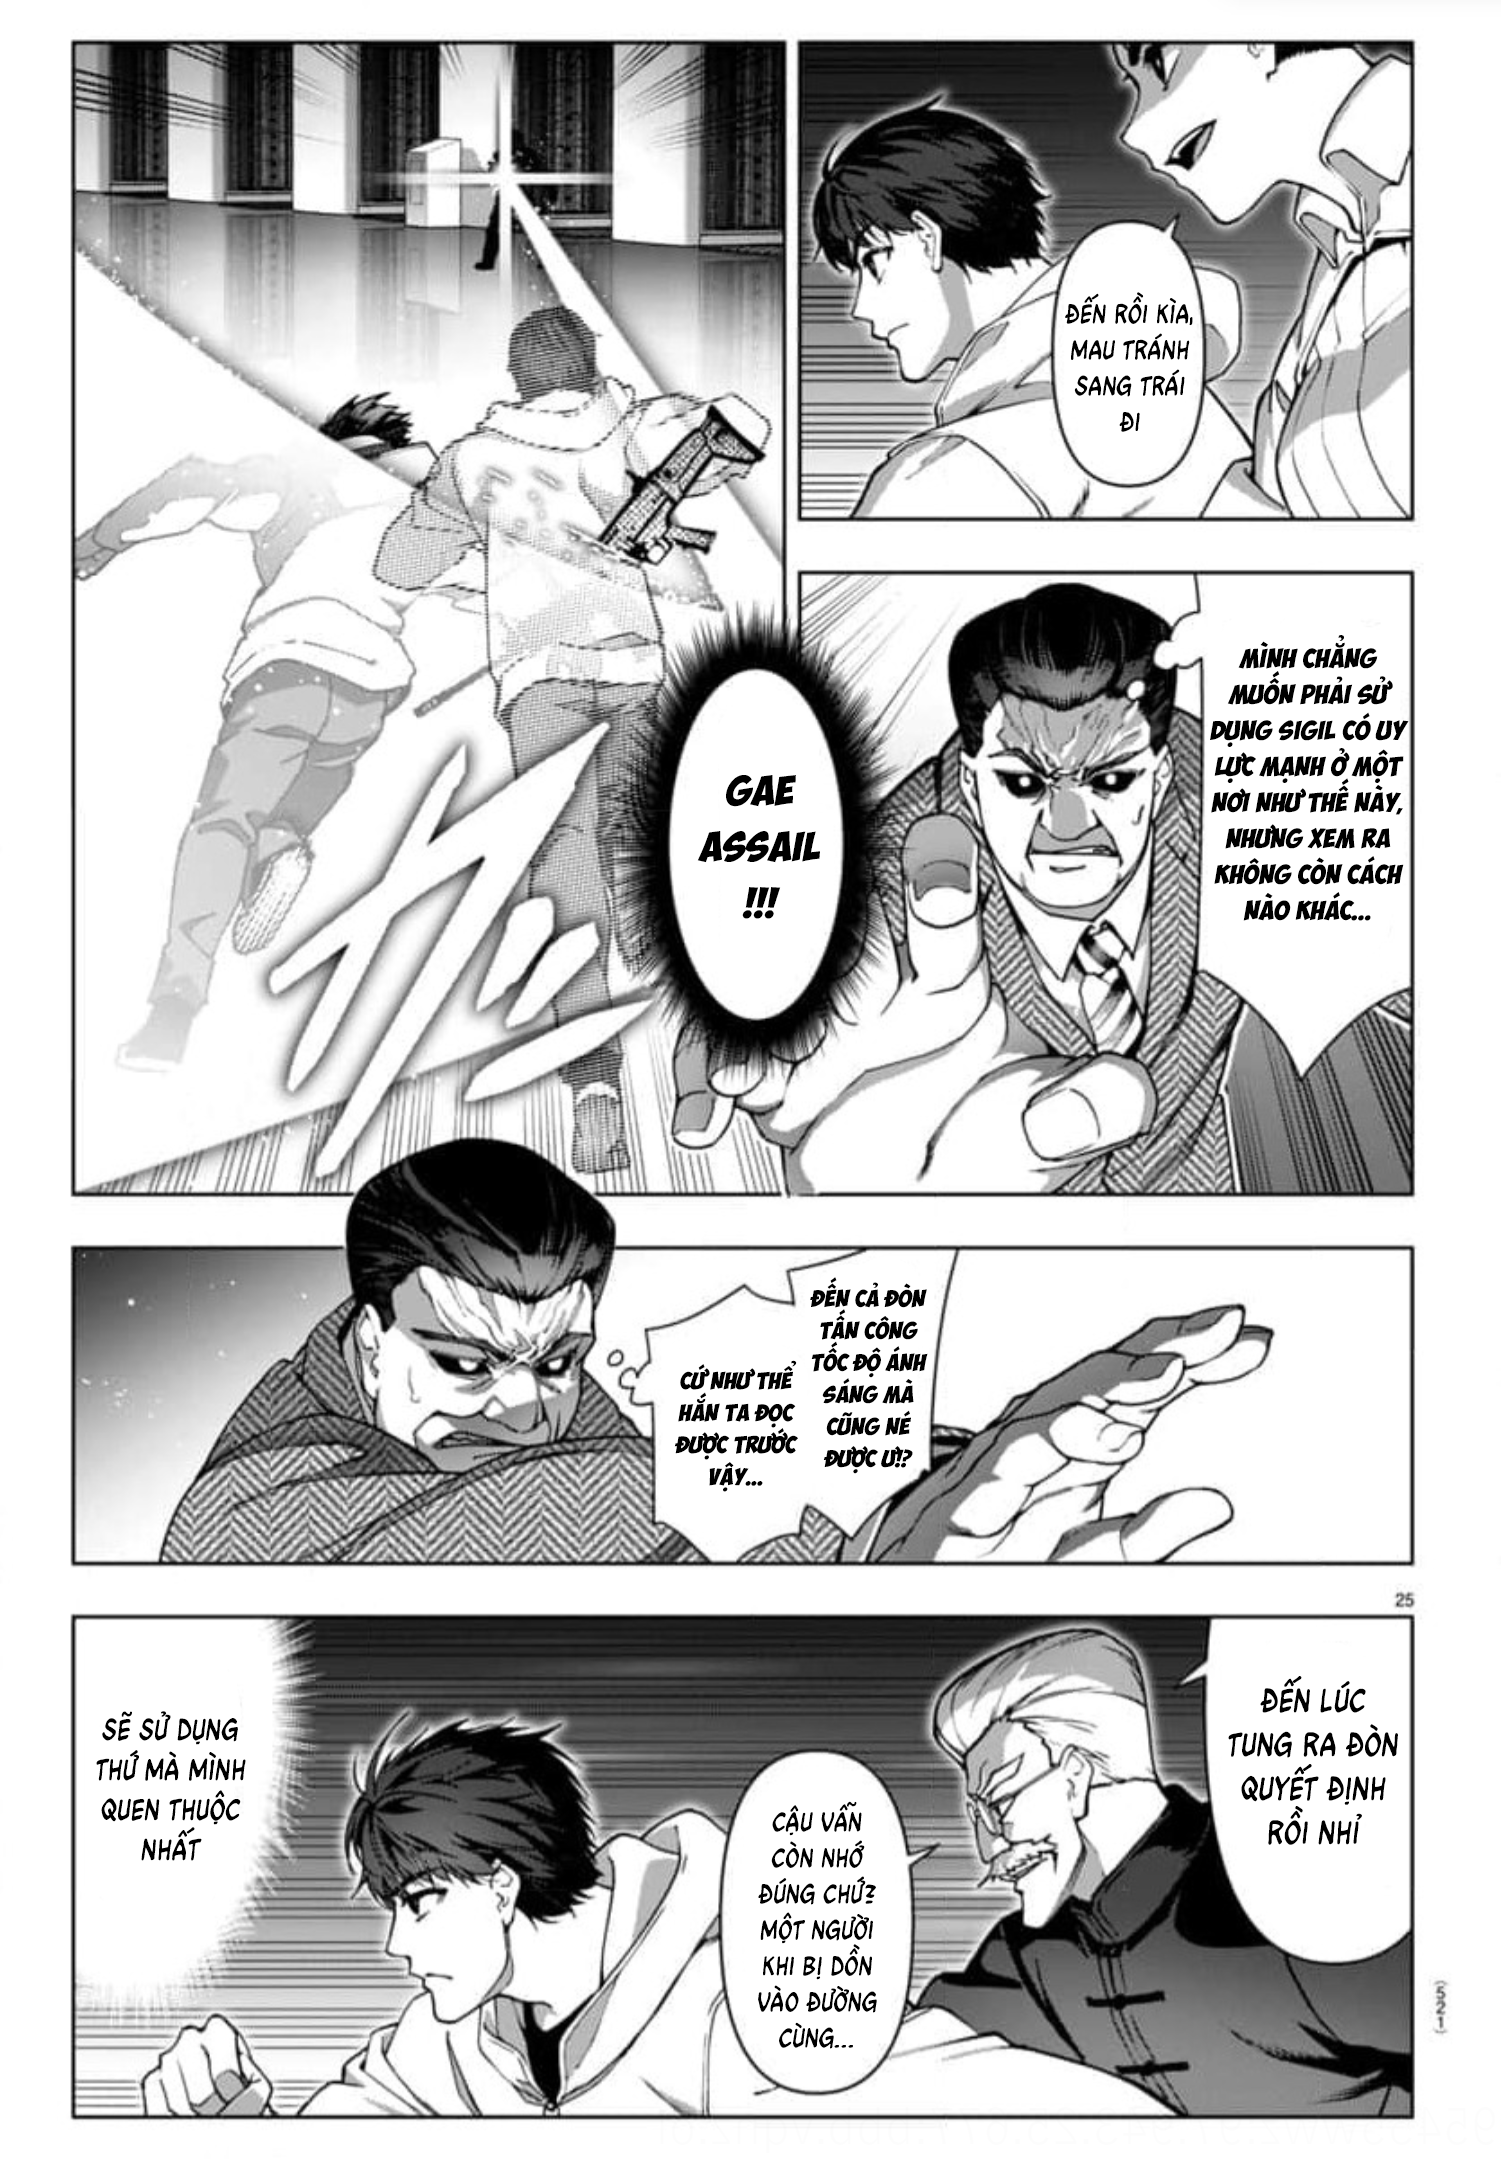 ĐẾN RỒI KÌA,
MAU TRÁNH
SANG TRÁI
ĐI
MÌNH CHẲNG
MUỐN PHẢI SỬ
DỤNG SIGIL CÓ UY
LỰC MẠNH Ở MỘT
NƠI NHƯ THẾ NÀY,
NHƯNG XEM RA
KHÔNG CÒN CÁCH
NÀO KHÁC...
GAE
ASSAIL
!!!
ĐẾN CẢ ĐÒN
TẤN CÔNG
TỐC ĐỘ ÁNH
SÁNG MÀ
CŨNG NÉ
ĐƯỢC Ư!?
CỨ NHƯ THỂ
HẮN TA ĐỌC
ĐƯỢC TRƯỚC
VẬY...
25
ĐẾN LÚC
TUNG RA ĐÒN
QUYẾT ĐỊNH
RỒI NHỈ
CẬU VẪN
CÒN NHỚ
ĐÚNG CHỨ?
MỘT NGƯỜI
KHI BỊ DỒN
VÀO ĐƯỜNG
CÙNG...
SẼ SỬ DỤNG
THỨ MÀ MÌNH
QUEN THUỘC
NHẤT
(521)